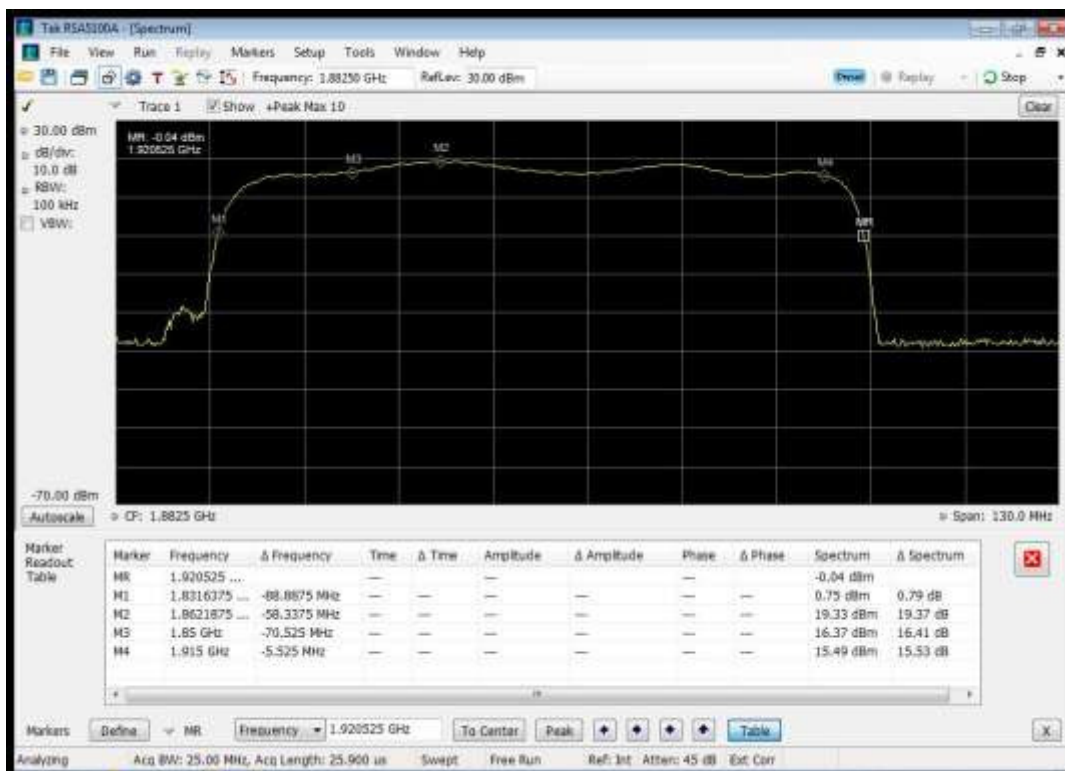 Tek RSA5100A - [Spectrum]
File View Run Replay Markers Setup Tools Window Help
Frequency: 1.88250 GHz RefLev: 30.00 dBm Preset Replay Stop
Trace 1 Show +Peak Max 10 Clear
30.00 dBm
dB/div:
10.0 dB
RBW:
100 kHz
VBW:
MR: -0.04 dBm
1.920525 GHz
M1
M3
M2
M4
MR
-70.00 dBm
Autoscale CF: 1.8825 GHz Span: 130.0 MHz
Marker
Readout
Table
Marker Frequency Δ Frequency Time Δ Time Amplitude Δ Amplitude Phase Δ Phase Spectrum Δ Spectrum
MR 1.920525 ... --- --- --- -0.04 dBm
M1 1.8316375 ... -88.8875 MHz --- --- --- --- --- --- 0.75 dBm 0.79 dB
M2 1.8621875 ... -58.3375 MHz --- --- --- --- --- --- 19.33 dBm 19.37 dB
M3 1.85 GHz -70.525 MHz --- --- --- --- --- --- 16.37 dBm 16.41 dB
M4 1.915 GHz -5.525 MHz --- --- --- --- --- --- 15.49 dBm 15.53 dB
Markers Define MR Frequency 1.920525 GHz To Center Peak Table X
Analyzing Acq BW: 25.00 MHz, Acq Length: 25.900 us Swept Free Run Ref: Int Atten: 45 dB Ext Corr